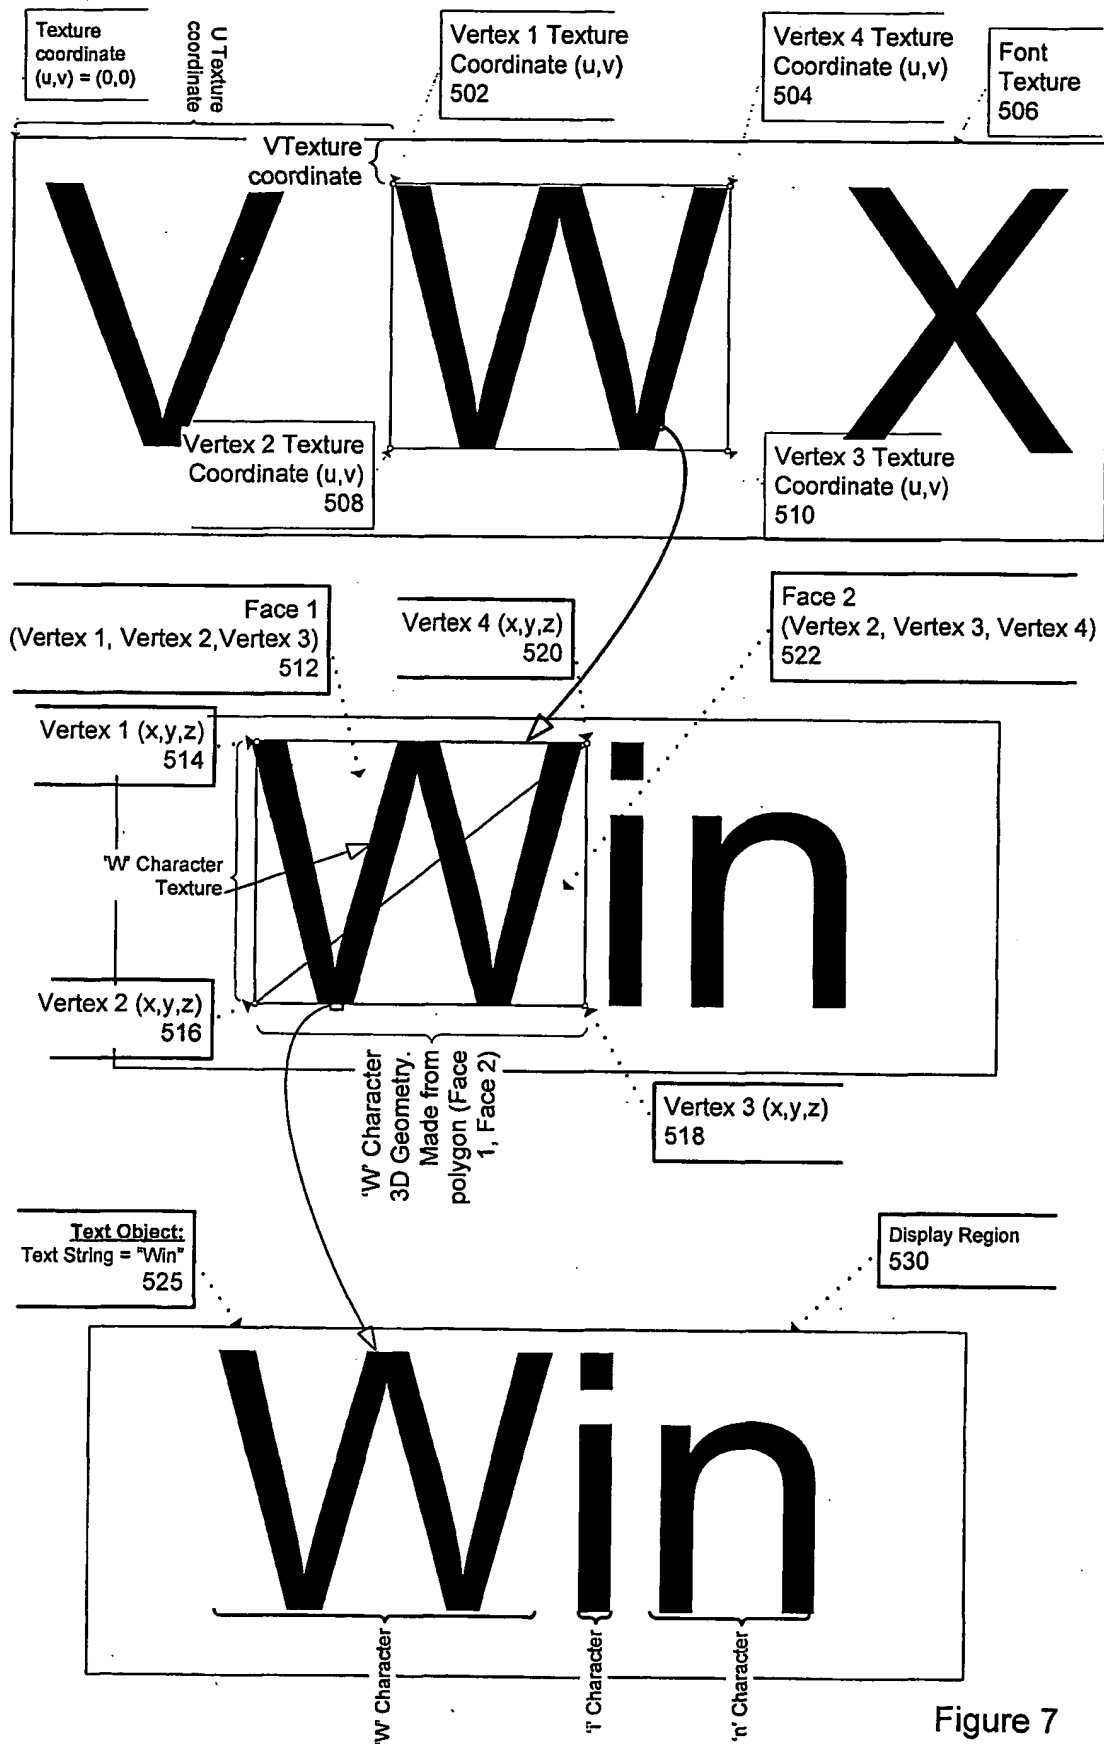 Texture
coordinate
(u,v) = (0,0)
U Texture
coordinate
Vertex 1 Texture
Coordinate (u,v)
502
Vertex 4 Texture
Coordinate (u,v)
504
Font
Texture
506
VTexture
coordinate
V W X
Vertex 2 Texture
Coordinate (u,v)
508
Vertex 3 Texture
Coordinate (u,v)
510
Face 1
(Vertex 1, Vertex 2,Vertex 3)
512
Vertex 4 (x,y,z)
520
Face 2
(Vertex 2, Vertex 3, Vertex 4)
522
Vertex 1 (x,y,z)
514
Win
'W' Character
Texture
Vertex 2 (x,y,z)
516
'W' Character
3D Geometry.
Made from
polygon (Face
1, Face 2)
Vertex 3 (x,y,z)
518
Text Object:
Text String = "Win"
525
Display Region
530
Win
'W' Character
'i' Character
'n' Character
Figure 7